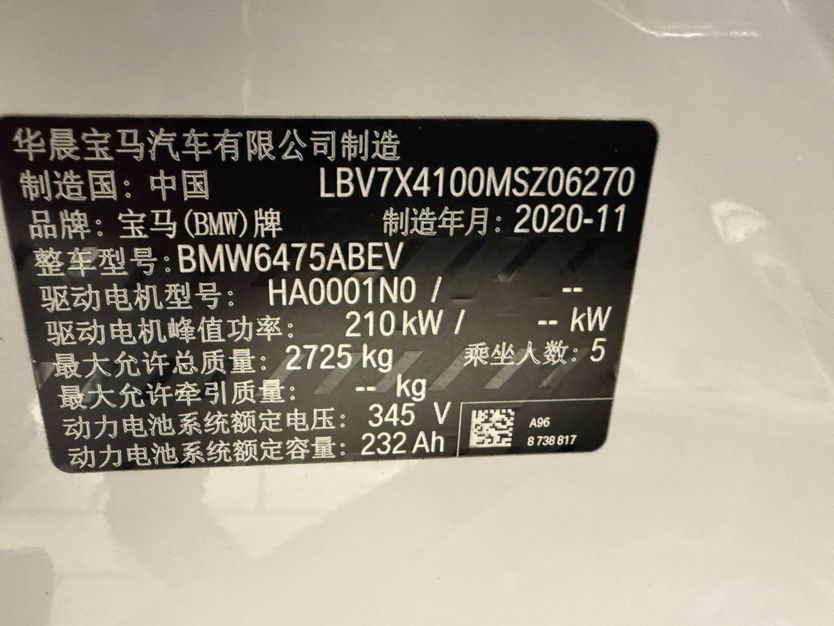 华晨宝马汽车有限公司制造
制造国: 中国 LBV7X4100MSZ06270
品牌: 宝马(BMW)牌 制造年月: 2020-11
整车型号: BMW6475ABEV
驱动电机型号: HA0001N0 / --
驱动电机峰值功率: 210 kW / -- kW
最大允许总质量: 2725 kg 乘坐人数: 5
最大允许牵引质量: -- kg
动力电池系统额定电压: 345 V
动力电池系统额定容量: 232 Ah
A96
8 738 817